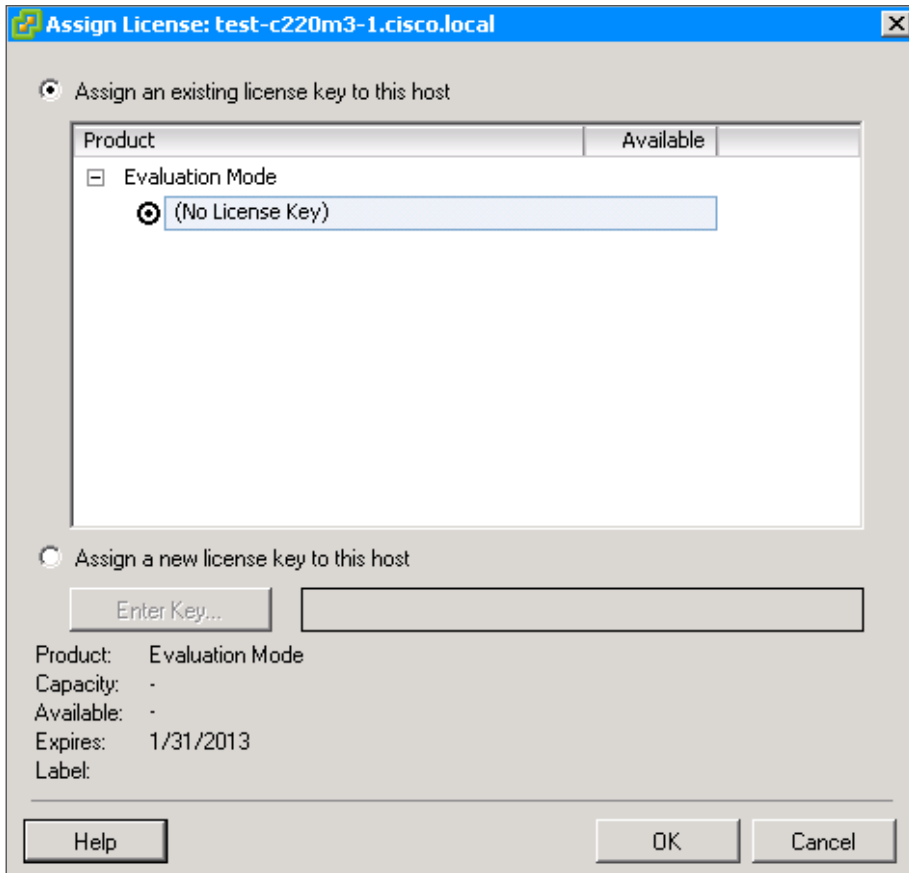 Assign License: test-c220m3-1.cisco.local
Assign an existing license key to this host
Product Available
Evaluation Mode
(No License Key)
Assign a new license key to this host
Enter Key...
Product: Evaluation Mode
Capacity: -
Available: -
Expires: 1/31/2013
Label:
Help OK Cancel